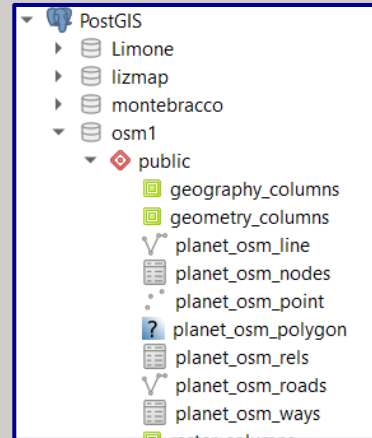 PostGIS
Limone
lizmap
montebracco
osm1
public
geography_columns
geometry_columns
planet_osm_line
planet_osm_nodes
planet_osm_point
? planet_osm_polygon
planet_osm_rels
planet_osm_roads
planet_osm_ways